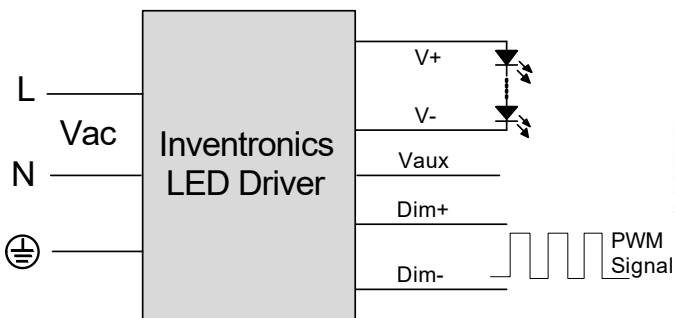 L
Vac
N
Inventronics
LED Driver
V+
V-
Vaux
Dim+
Dim-
PWM
Signal